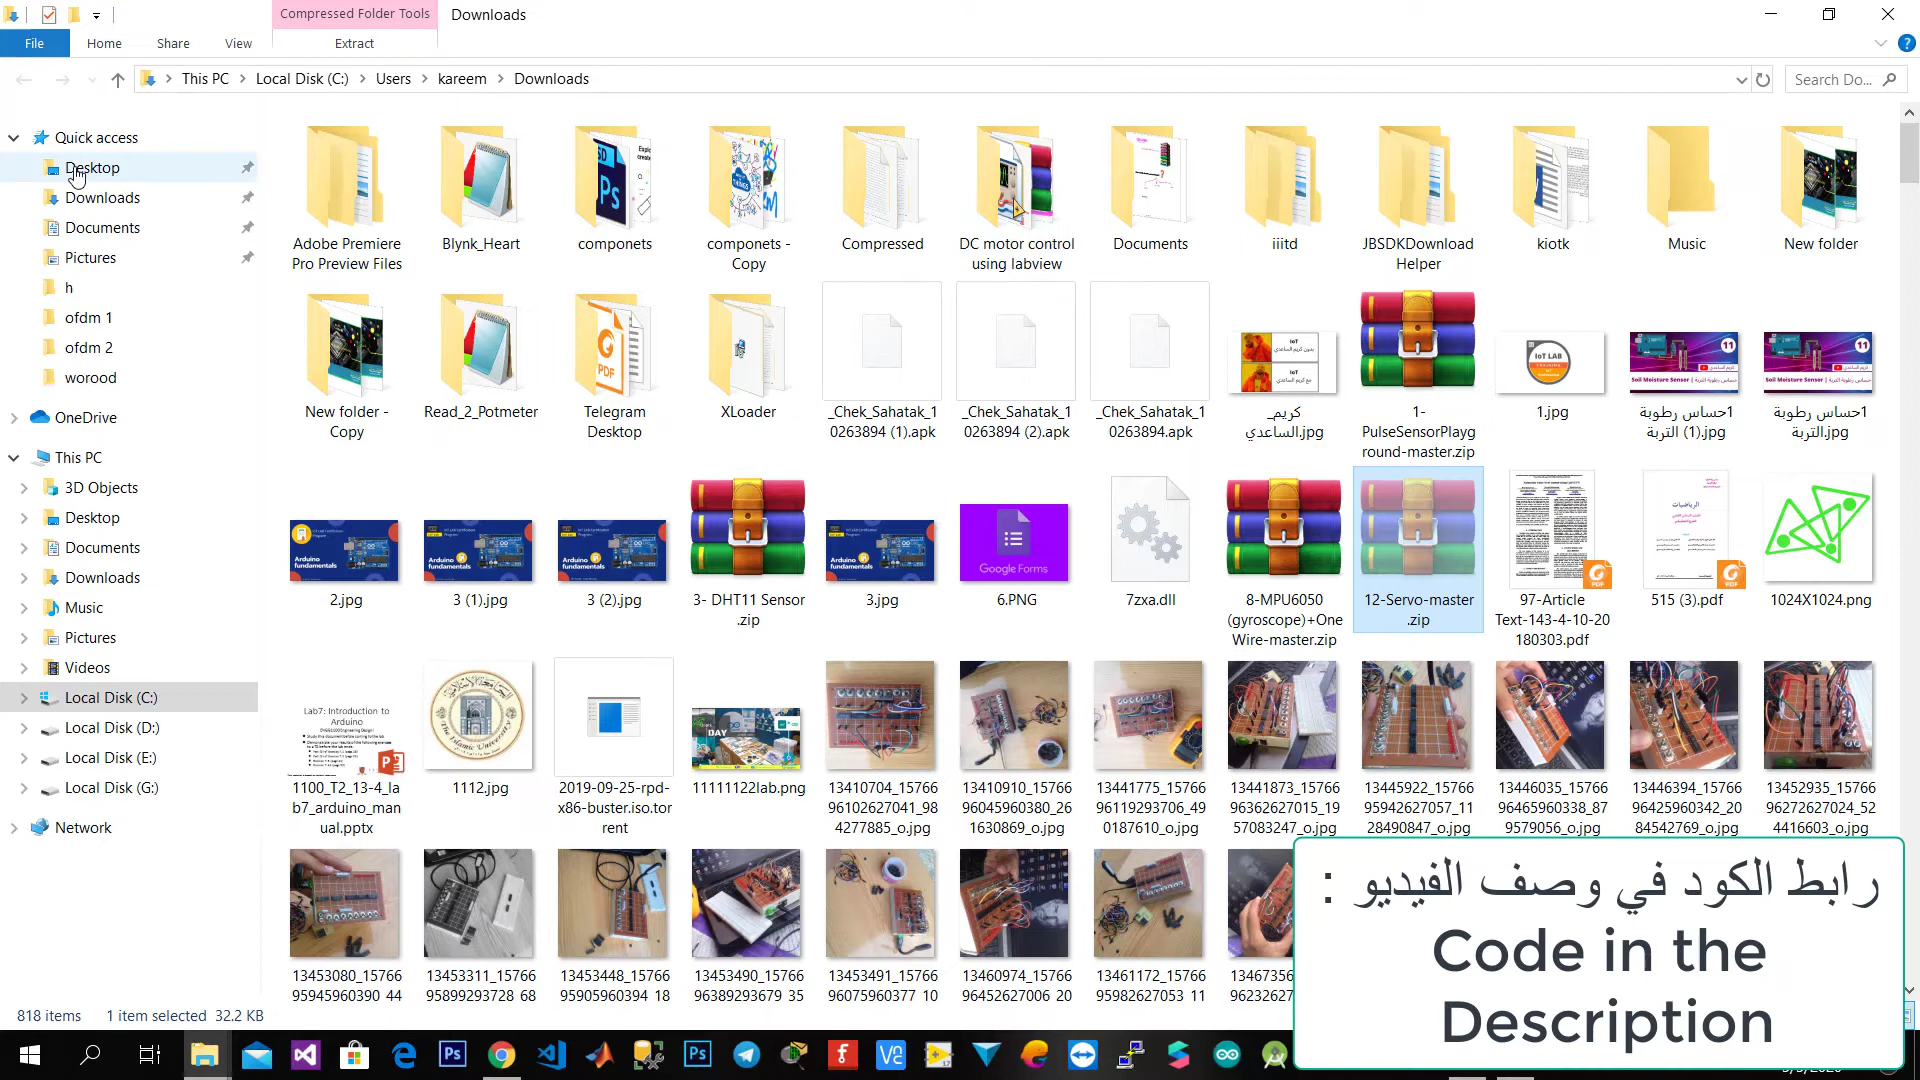 Compressed Folder Tools
Downloads
File
Home
Share
View
Extract
This PC
Local Disk (C:)
Users
kareem
Downloads
Search Do...
Quick access
Desktop
Downloads
Documents
Pictures
h
ofdm 1
ofdm 2
worood
OneDrive
This PC
3D Objects
Desktop
Documents
Downloads
Music
Pictures
Videos
Local Disk (C:)
Local Disk (D:)
Local Disk (E:)
Local Disk (G:)
Network
Adobe Premiere
Pro Preview Files
Blynk_Heart
componets
componets -
Copy
Compressed
DC motor control
using labview
Documents
iiitd
JBSDKDownload
Helper
kiotk
Music
New folder
New folder -
Copy
Read_2_Potmeter
Telegram
Desktop
XLoader
_Chek_Sahatak_1
0263894 (1).apk
_Chek_Sahatak_1
0263894 (2).apk
_Chek_Sahatak_1
0263894.apk
كريم_
الساعدي.jpg
1-
PulseSensorPlayg
round-master.zip
1.jpg
1حساس رطوبة
التربة (1).jpg
1حساس رطوبة
التربة.jpg
2.jpg
3 (1).jpg
3 (2).jpg
3- DHT11 Sensor
.zip
3.jpg
Google Forms
6.PNG
7zxa.dll
8-MPU6050
(gyroscope)+One
Wire-master.zip
12-Servo-master
.zip
97-Article
Text-143-4-10-20
180303.pdf
515 (3).pdf
1024X1024.png
Lab7: Introduction to
Arduino
1100_T2_13-4_la
b7_arduino_man
ual.pptx
1112.jpg
2019-09-25-rpd-
x86-buster.iso.tor
rent
11111122lab.png
13410704_15766
96102627041_98
4277885_o.jpg
13410910_15766
96045960380_26
1630869_o.jpg
13441775_15766
96119293706_49
0187610_o.jpg
13441873_15766
96362627015_19
57083247_o.jpg
13445922_15766
95942627057_11
28490847_o.jpg
13446035_15766
96465960338_87
9579056_o.jpg
13446394_15766
96425960342_20
84542769_o.jpg
13452935_15766
96272627024_52
4416603_o.jpg
13453080_15766
95945960390 44
13453311_15766
95899293728 68
13453448_15766
95905960394 18
13453490_15766
96389293679 35
13453491_15766
96075960377 10
13460974_15766
96452627006 20
13461172_15766
95982627053 11
رابط الكود في وصف الفيديو :
Code in the
Description
818 items
1 item selected 32.2 KB